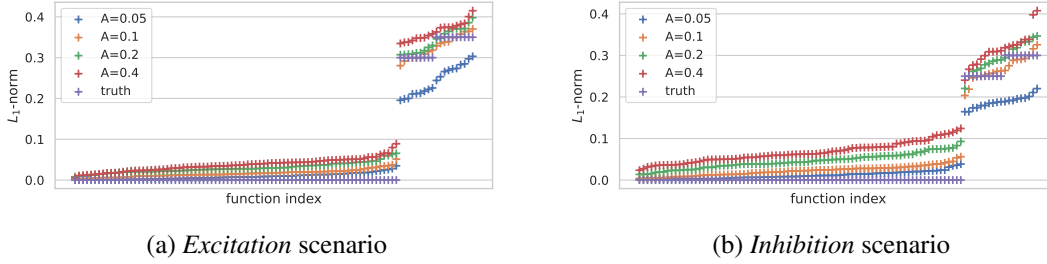 0.4
0.3
0.2
0.1
0.0
L1-norm
A=0.05
A=0.1
A=0.2
A=0.4
truth
function index
(a) Excitation scenario
0.4
0.3
0.2
0.1
0.0
L1-norm
A=0.05
A=0.1
A=0.2
A=0.4
truth
function index
(b) Inhibition scenario